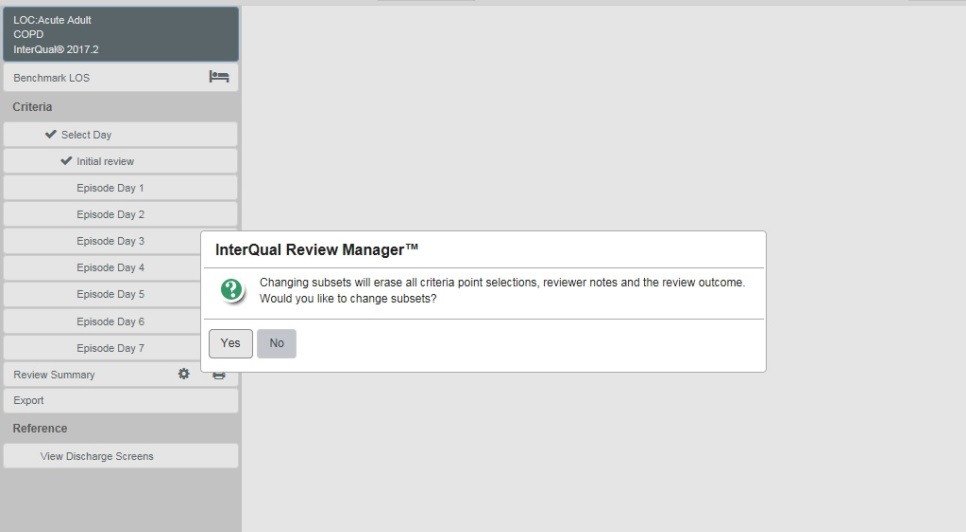 LOC:Acute Adult
COPD
InterQual® 2017.2
Benchmark LOS
Criteria
Select Day
Initial review
Episode Day 1
Episode Day 2
Episode Day 3
Episode Day 4
Episode Day 5
Episode Day 6
Episode Day 7
Review Summary
Export
Reference
View Discharge Screens
InterQual Review Manager™
Changing subsets will erase all criteria point selections, reviewer notes and the review outcome.
Would you like to change subsets?
Yes No